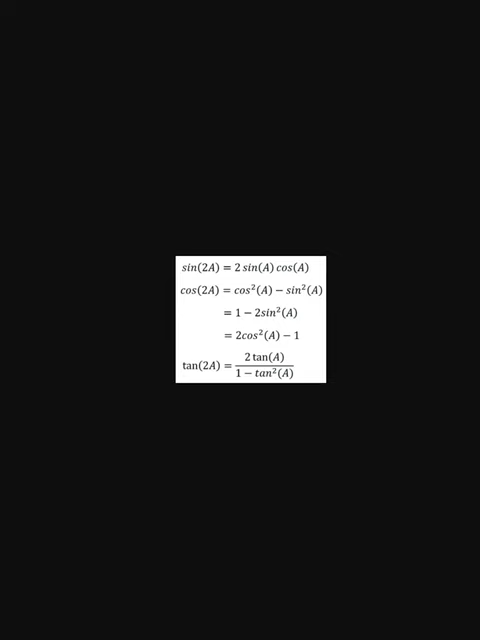 sin(2A) = 2 sin(A) cos(A)
cos(2A) = cos²(A) − sin²(A)
= 1 − 2sin²(A)
= 2cos²(A) − 1
tan(2A) = 2 tan(A) / 1 − tan²(A)